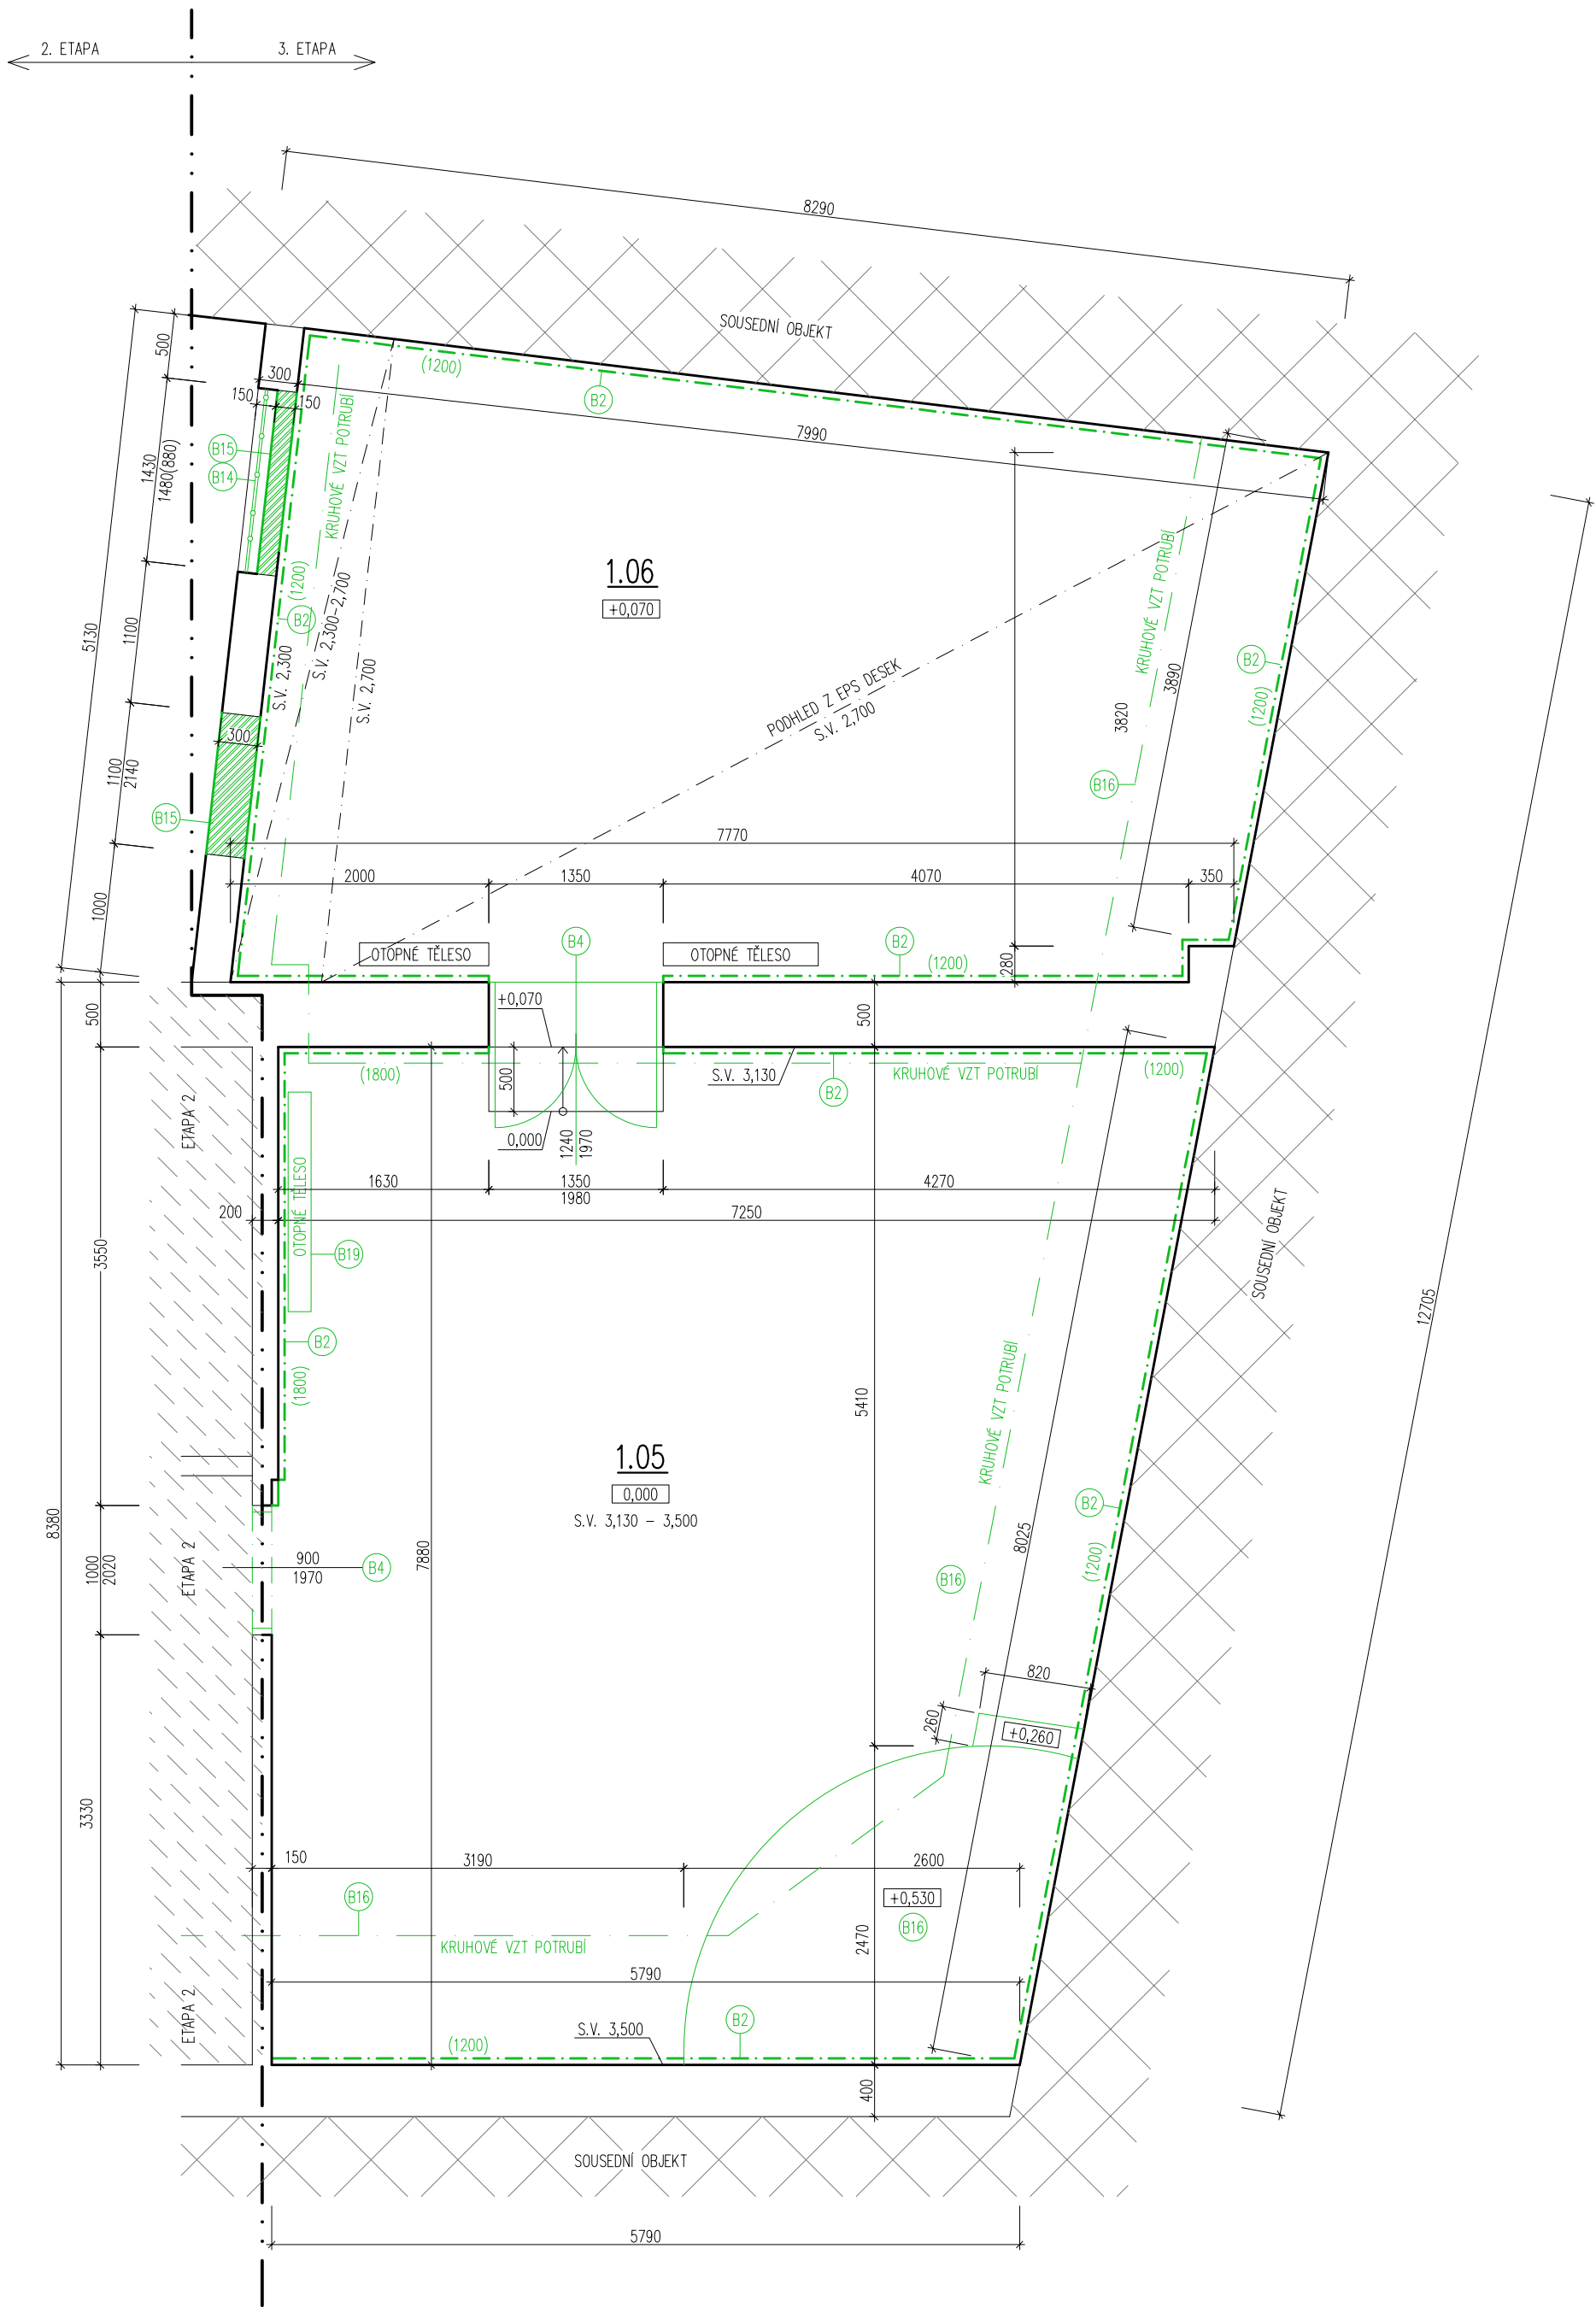 2. ETAPA
3. ETAPA
8290
SOUSEDNÍ OBJEKT
500
300
150
150
(1200)
B2
7990
B15
B14
1430
1480(880)
KRUHOVÉ VZT POTRUBÍ
(1200)
B2
S.V. 2,300
S.V. 2,300-2,700
S.V. 2,700
1.06
+0,070
KRUHOVÉ VZT POTRUBÍ
3890
3820
B2
(1200)
5130
1100
PODHLED Z EPS DESEK
S.V. 2,700
300
1100
2140
B15
B16
7770
2000
1350
4070
350
1000
OTOPNÉ TĚLESO
B4
OTOPNÉ TĚLESO
B2
(1200)
280
500
+0,070
500
(1800)
500
S.V. 3,130
B2
KRUHOVÉ VZT POTRUBÍ
(1200)
0,000
1240
1970
ETAPA 2
OTOPNÉ TĚLESO
1630
1350
1980
4270
200
7250
3550
B19
SOUSEDNÍ OBJEKT
12705
B2
(1800)
KRUHOVÉ VZT POTRUBÍ
5410
1.05
0,000
S.V. 3,130 - 3,500
B2
8380
1000
2020
ETAPA 2
900
1970
B4
7880
8025
(1200)
B16
820
260
+0,260
3330
150
3190
2600
B16
+0,530
B16
2470
KRUHOVÉ VZT POTRUBÍ
5790
ETAPA 2
(1200)
S.V. 3,500
B2
400
SOUSEDNÍ OBJEKT
5790